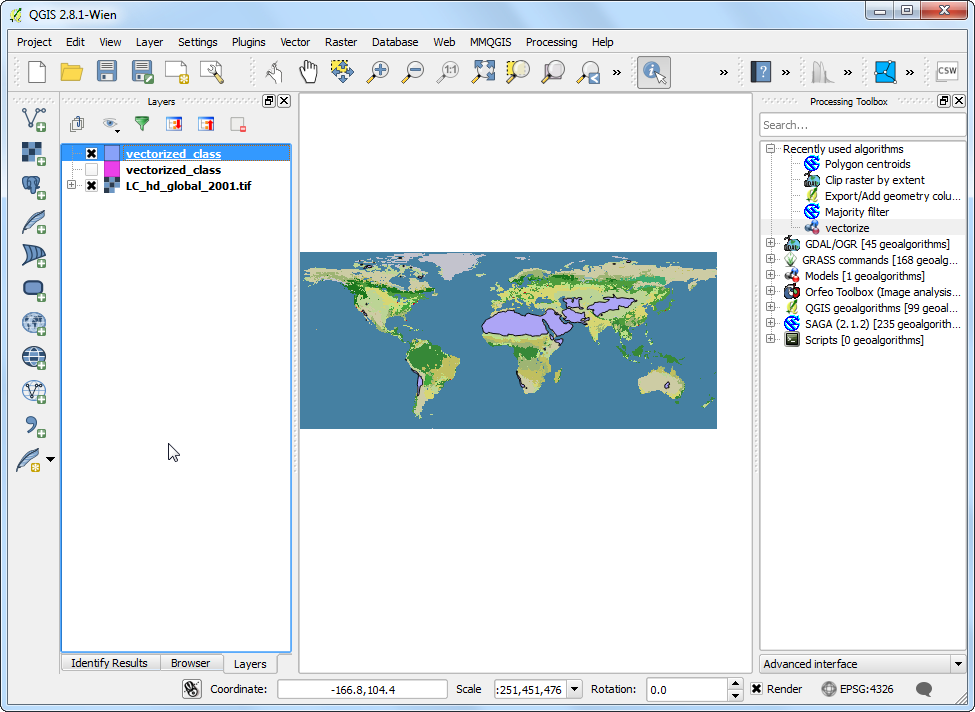 QGIS 2.8.1-Wien
Project Edit View Layer Settings Plugins Vector Raster Database Web MMQGIS Processing Help
1:1 » » ? » » » CSW
Layers
Processing Toolbox
Search...
vectorized_class
vectorized_class
LC_hd_global_2001.tif
Recently used algorithms
Polygon centroids
Clip raster by extent
Export/Add geometry colu...
Majority filter
vectorize
GDAL/OGR [45 geoalgorithms]
GRASS commands [168 geoalg...
Models [1 geoalgorithms]
Orfeo Toolbox (Image analysis...
QGIS geoalgorithms [99 geoal...
SAGA (2.1.2) [235 geoalgorith...
Scripts [0 geoalgorithms]
Identify Results Browser Layers
Advanced interface
Coordinate: -166.8,104.4 Scale :251,451,476 Rotation: 0.0 Render EPSG:4326